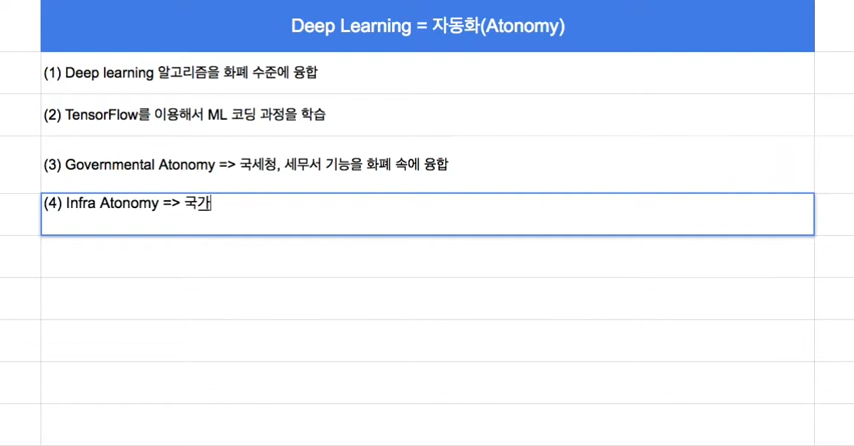 Deep Learning = 자동화(Atonomy)
(1) Deep learning 알고리즘을 화폐 수준에 융합
(2) TensorFlow를 이용해서 ML 코딩 과정을 학습
(3) Governmental Atonomy => 국세청, 세무서 기능을 화폐 속에 융합
(4) Infra Atonomy => 국가